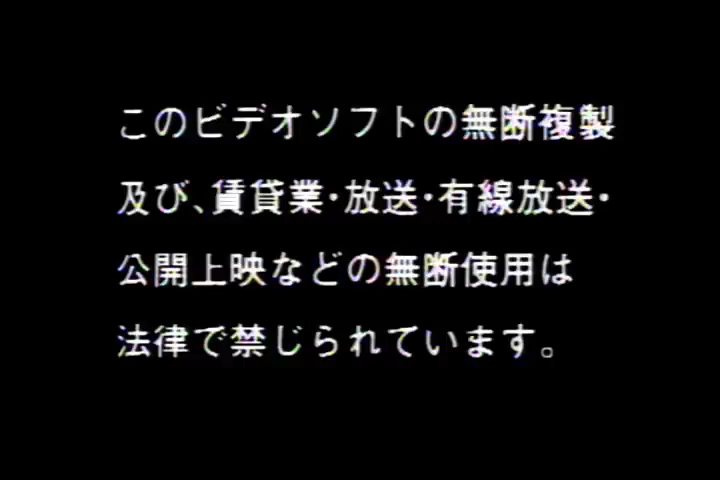 このビデオソフトの無断複製
及び､賃貸業･放送･有線放送･
公開上映などの無断使用は
法律で禁じられています。